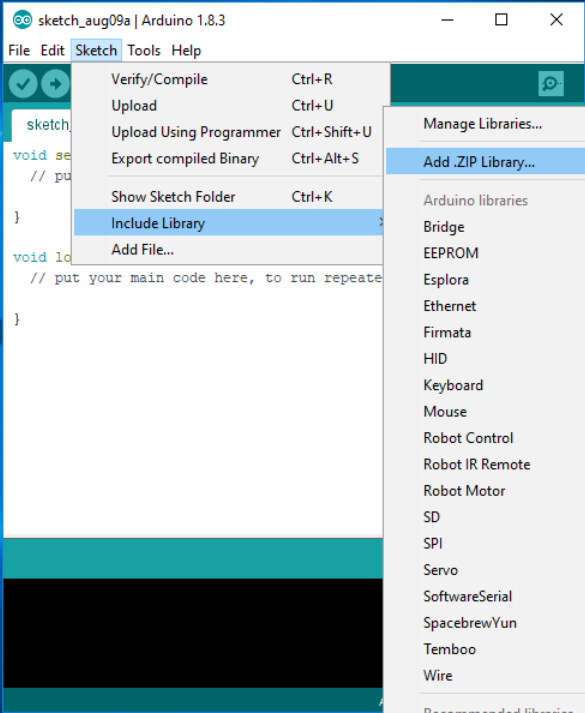 sketch_aug09a | Arduino 1.8.3
File Edit Sketch Tools Help
Verify/Compile Ctrl+R
Upload Ctrl+U
Upload Using Programmer Ctrl+Shift+U
Export compiled Binary Ctrl+Alt+S
Show Sketch Folder Ctrl+K
Include Library
Add File...
Manage Libraries...
Add .ZIP Library...
Arduino libraries
Bridge
EEPROM
Esplora
Ethernet
Firmata
HID
Keyboard
Mouse
Robot Control
Robot IR Remote
Robot Motor
SD
SPI
Servo
SoftwareSerial
SpacebrewYun
Temboo
Wire
Recommended libraries
sketch_
void se
// pu
}
void lo
// put your main code here, to run repeate
}